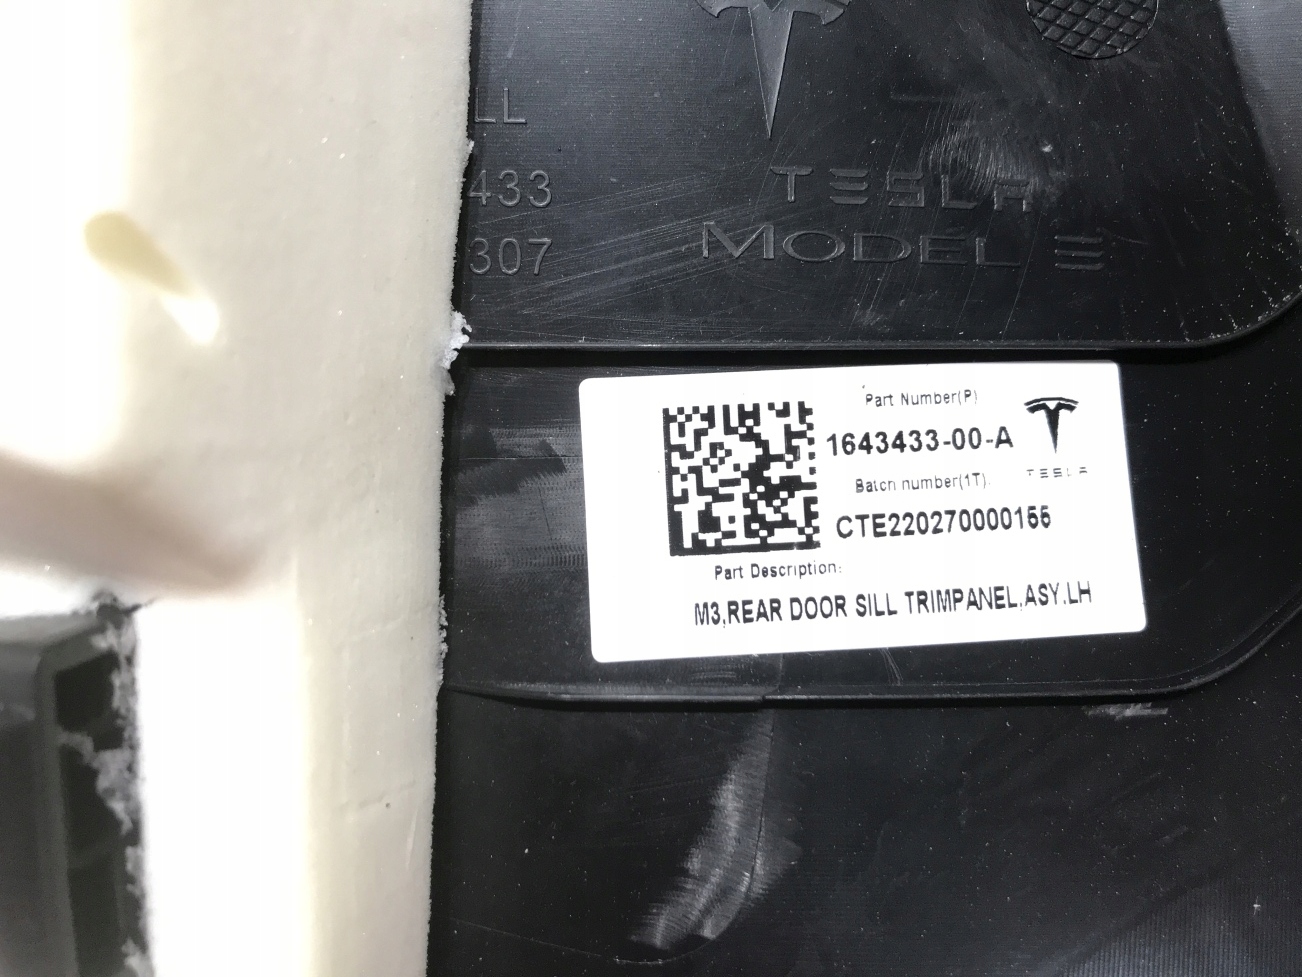 LL
433
307
TESLA
MODEL 3
Part Number(P)
1643433-00-A
TESLA
Batch number(1T):
CTE220270000155
Part Description:
M3,REAR DOOR SILL TRIMPANEL,ASY,LH